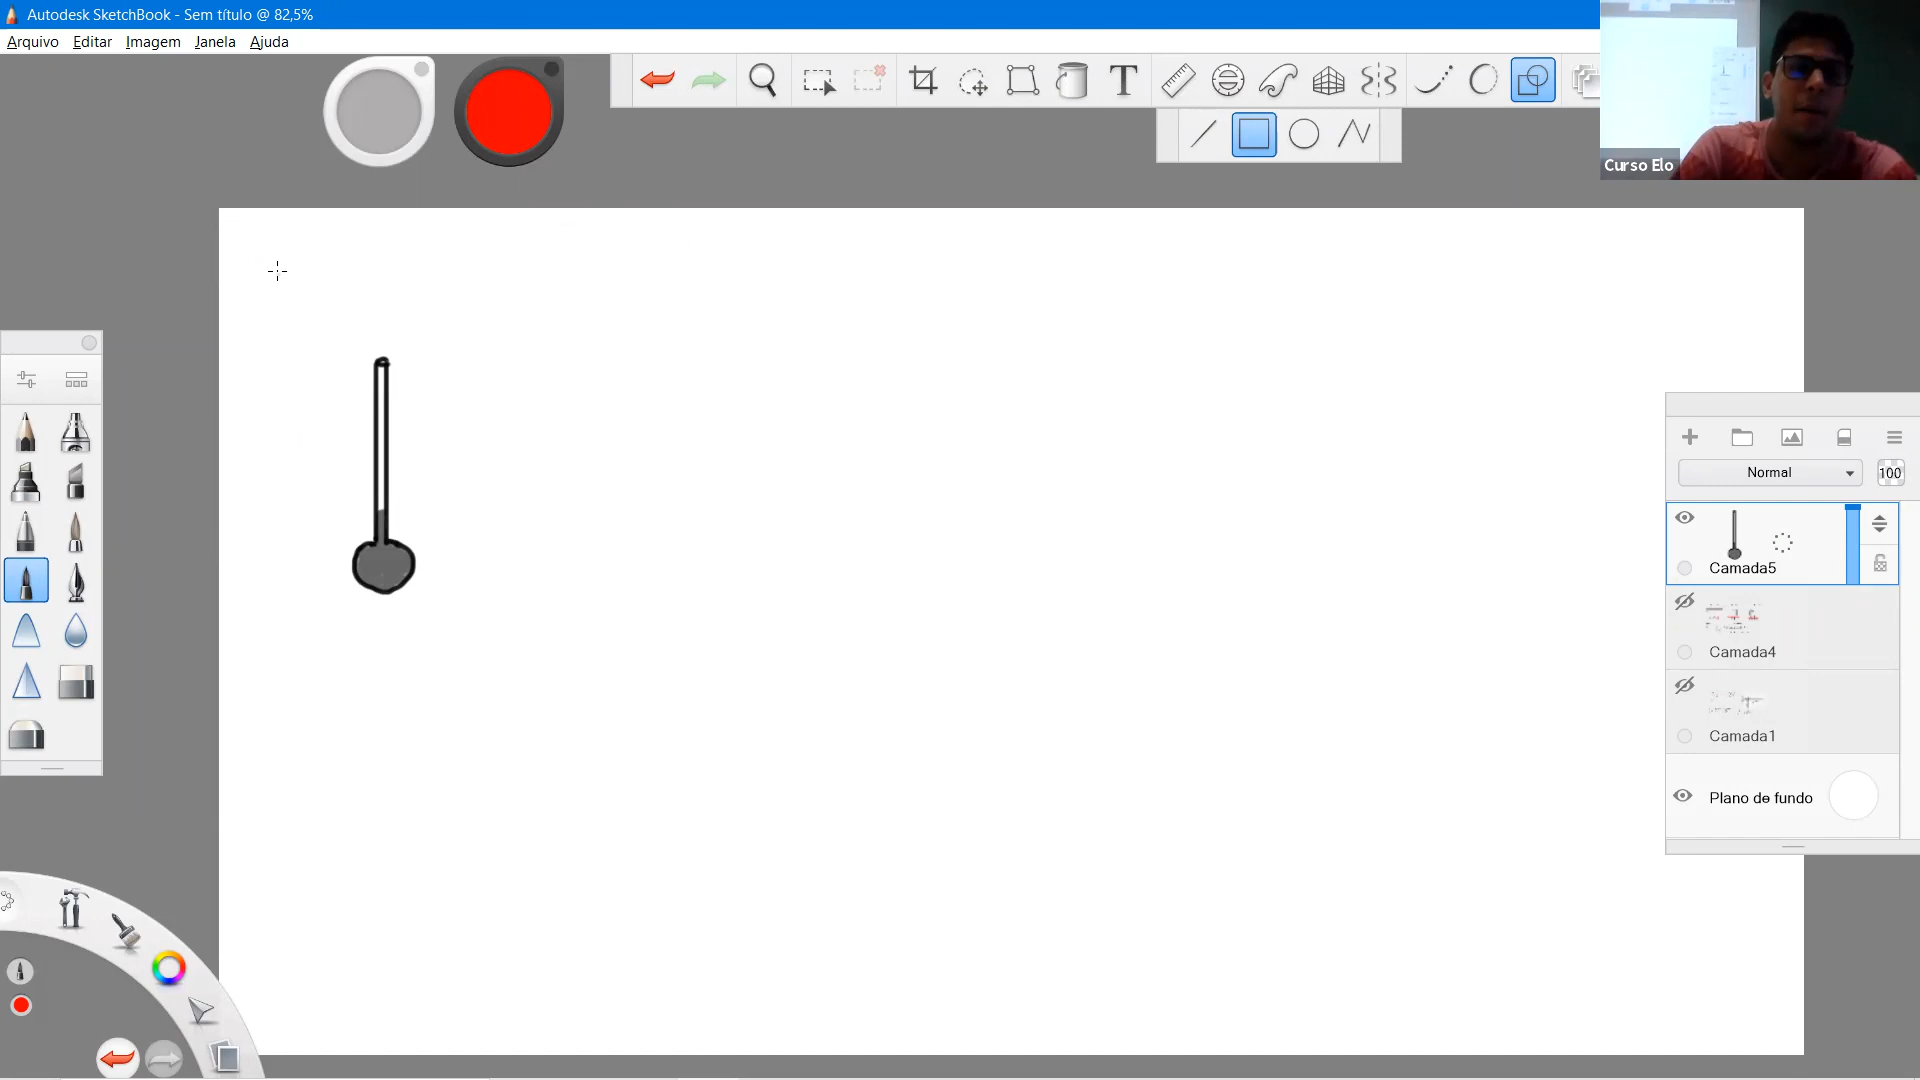 Autodesk SketchBook - Sem título @ 82,5%
Arquivo Editar Imagem Janela Ajuda
T
Curso Elo
Normal
100
Camada5
Camada4
Camada1
Plano de fundo